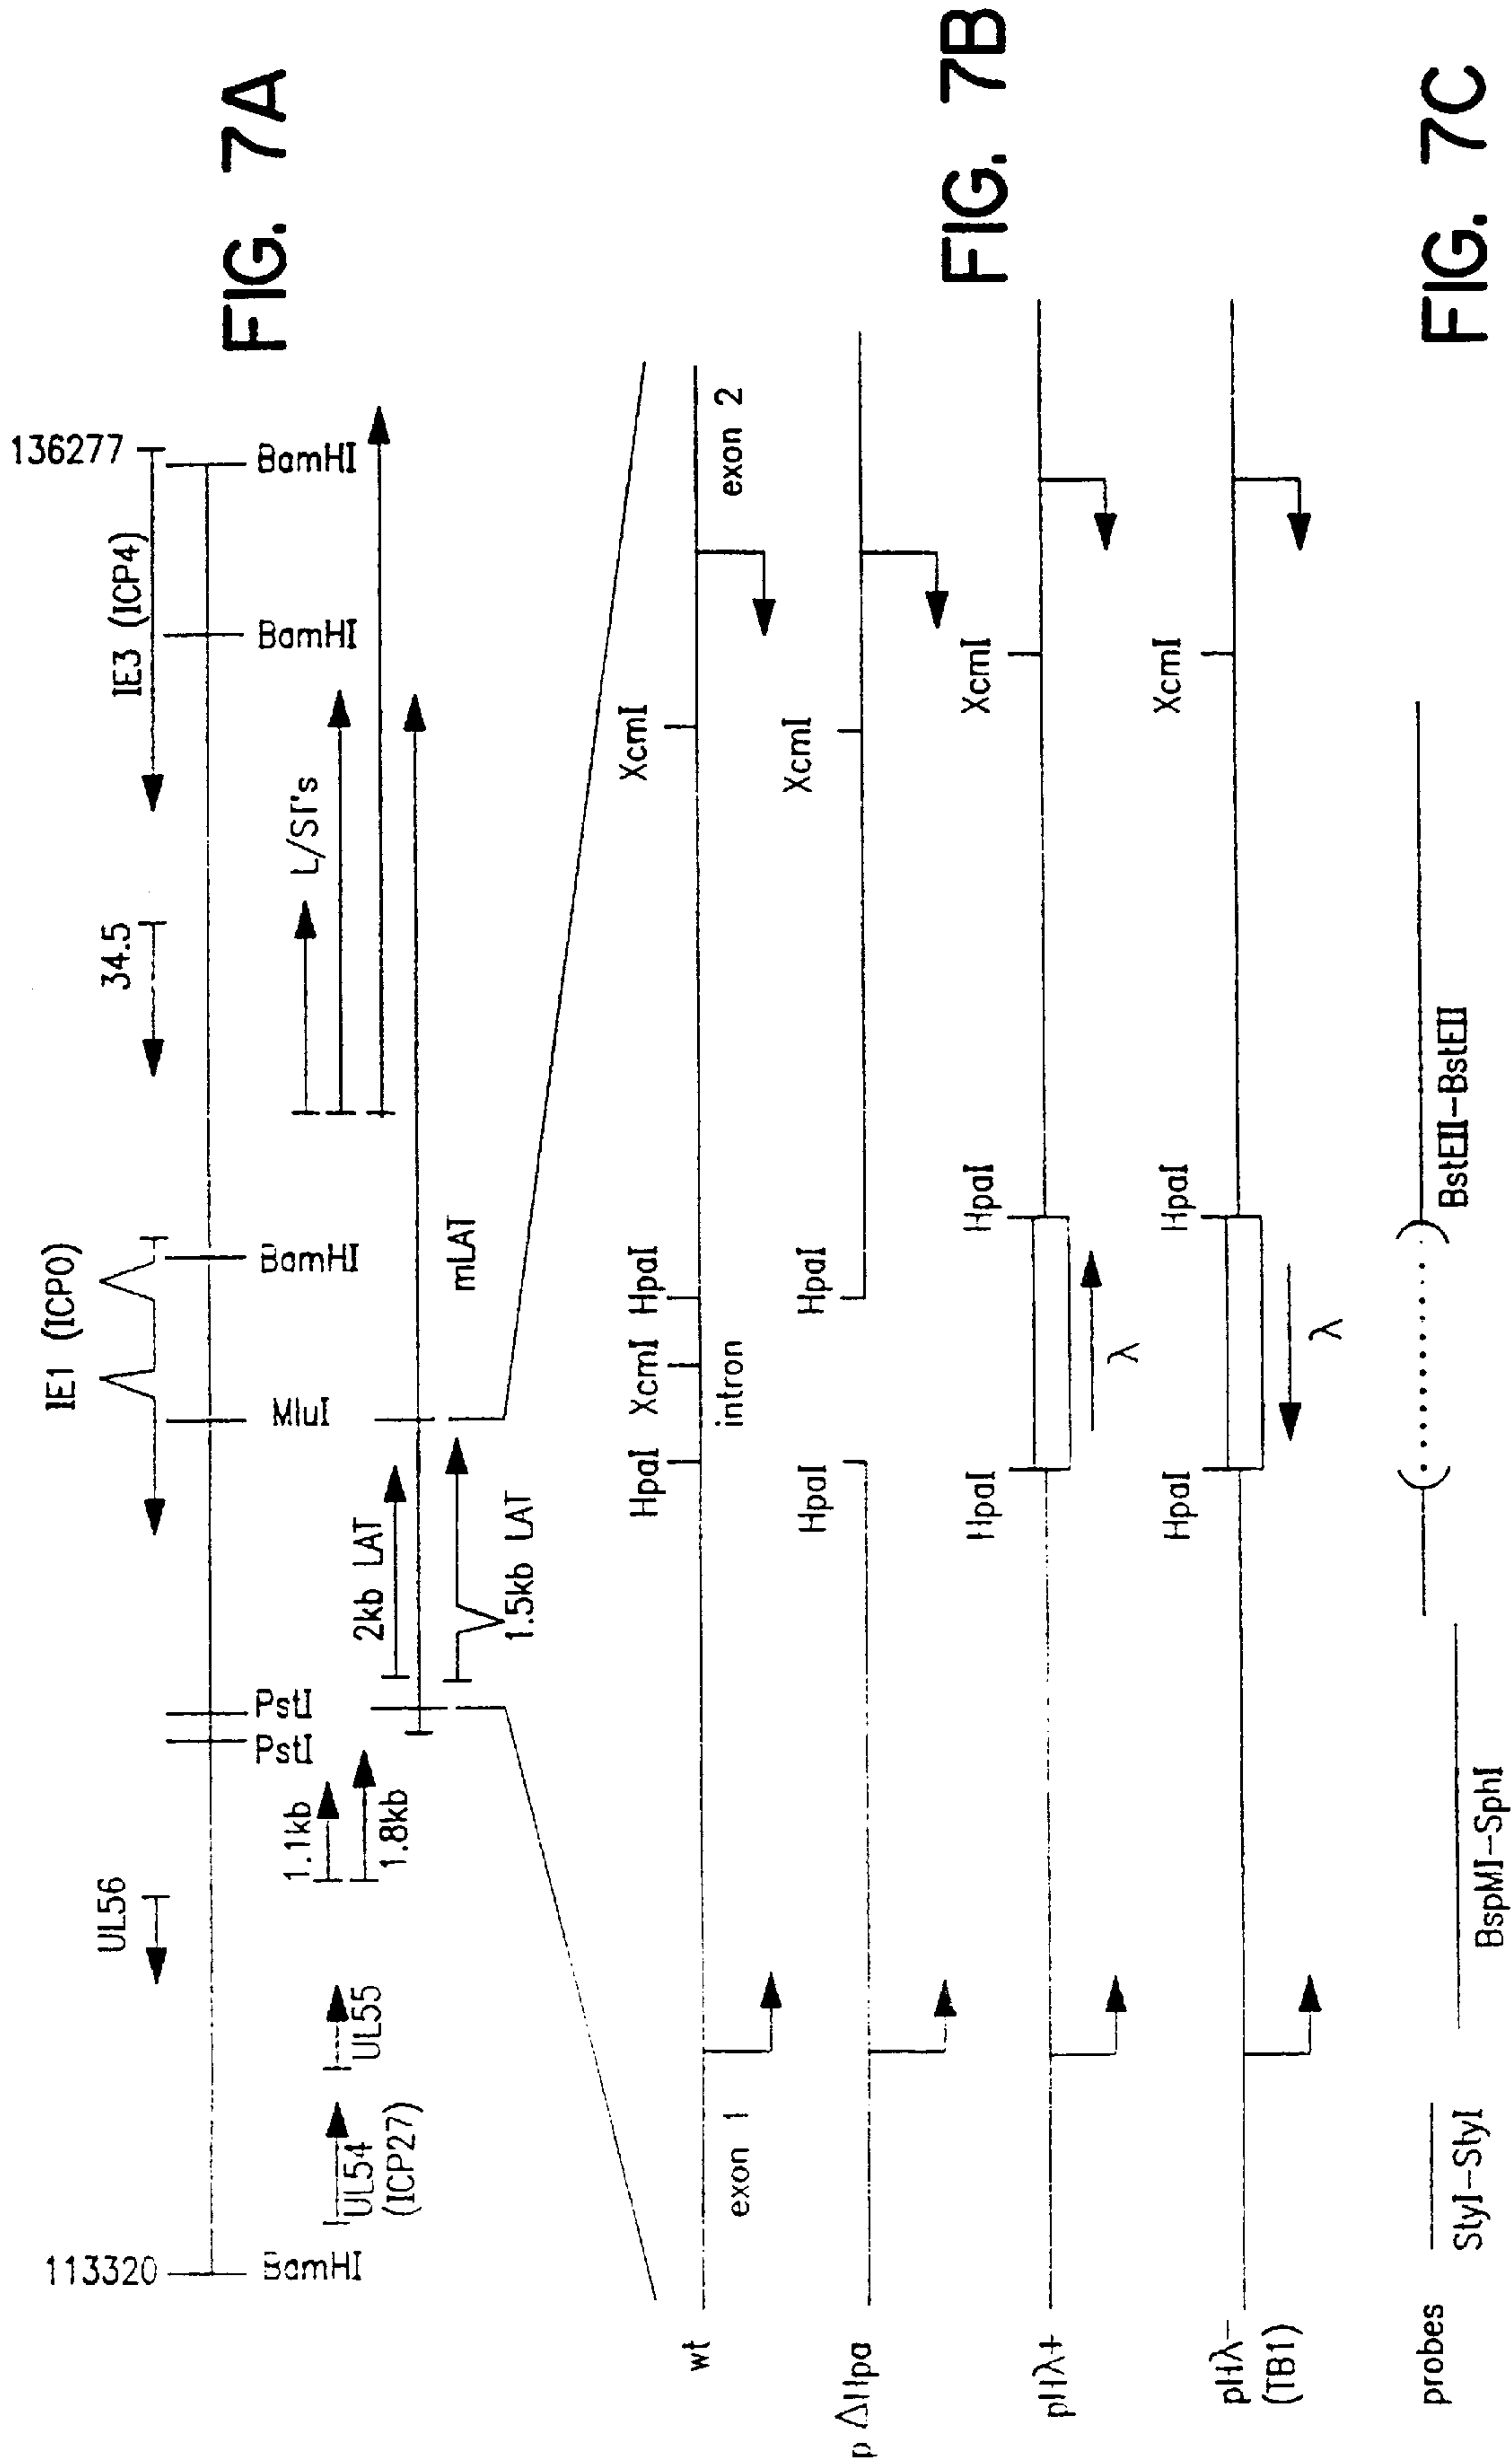 FIG. 7A
113320
136277
UL56
IE1 (ICP0)
34.5
IE3 (ICP4)
BamHI
PstI
PstI
MluI
BamHI
BamHI
BamHI
UL54
(ICP27)
UL55
1.1kb
1.8kb
2kb LAT
1.5kb LAT
mLAT
L/ST's
FIG. 7B
wt
exon 1
HpaI
XcmI
HpaI
intron
XcmI
exon 2
p ΔHpa
HpaI
HpaI
XcmI
pHλ+
HpaI
HpaI
λ
XcmI
pHλ-
(TB1)
HpaI
HpaI
λ
XcmI
FIG. 7C
probes
StyI-StyI
BspMI-SphI
BstEII-BstEII